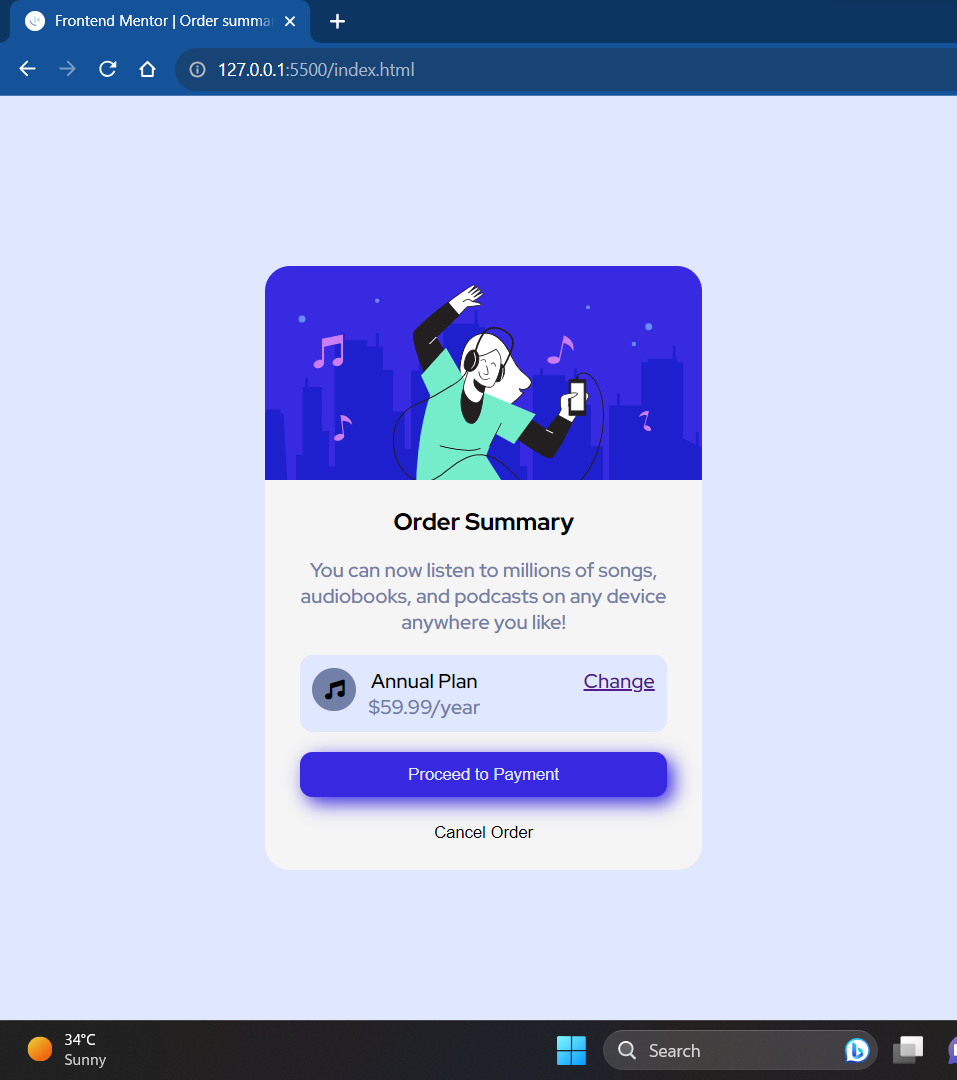 Frontend Mentor | Order summa
127.0.0.1:5500/index.html
Order Summary
You can now listen to millions of songs,
audiobooks, and podcasts on any device
anywhere you like!
Annual Plan
Change
$59.99/year
Proceed to Payment
Cancel Order
34°C
Sunny
Search